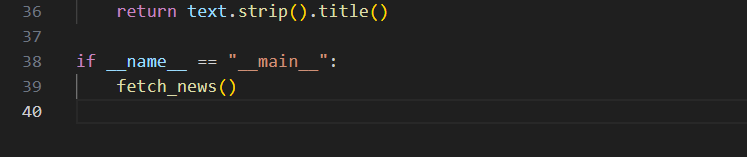 36 return text.strip().title()
37
38 if __name__ == "__main__":
39 fetch_news()
40